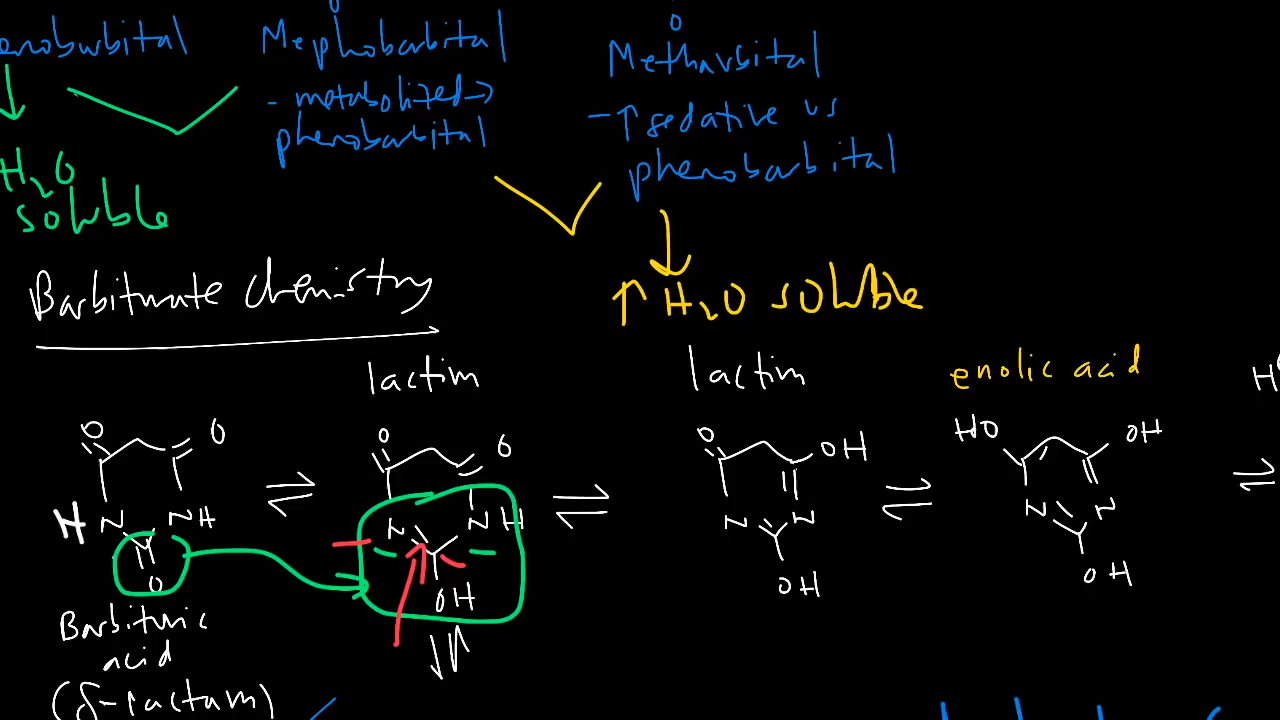 enobarbital
Mephobarbital
Metharbital
- metabolized →
phenobarbital
- ↑ sedative vs
phenobarbital
H2O
soluble
Barbiturate chemistry
↑ H2O soluble
lactim
lactim
enolic acid
O
O
H N
NH
O
O
O
N
NH
OH
O
OH
N
N
OH
HO
OH
N
N
OH
H
Barbituric
acid
(δ-lactam)